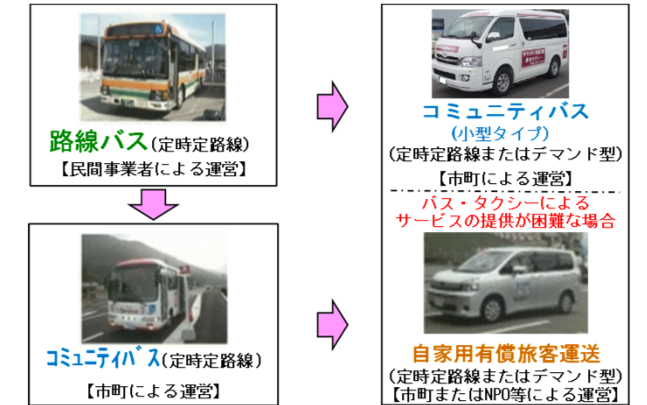 路線バス(定時定路線)
【民間事業者による運営】
コミュニティバス(定時定路線)
【市町による運営】
コミュニティバス
(小型タイプ)
(定時定路線またはデマンド型)
【市町による運営】
バス・タクシーによる
サービスの提供が困難な場合
自家用有償旅客運送
(定時定路線またはデマンド型)
【市町またはNPO等による運営】